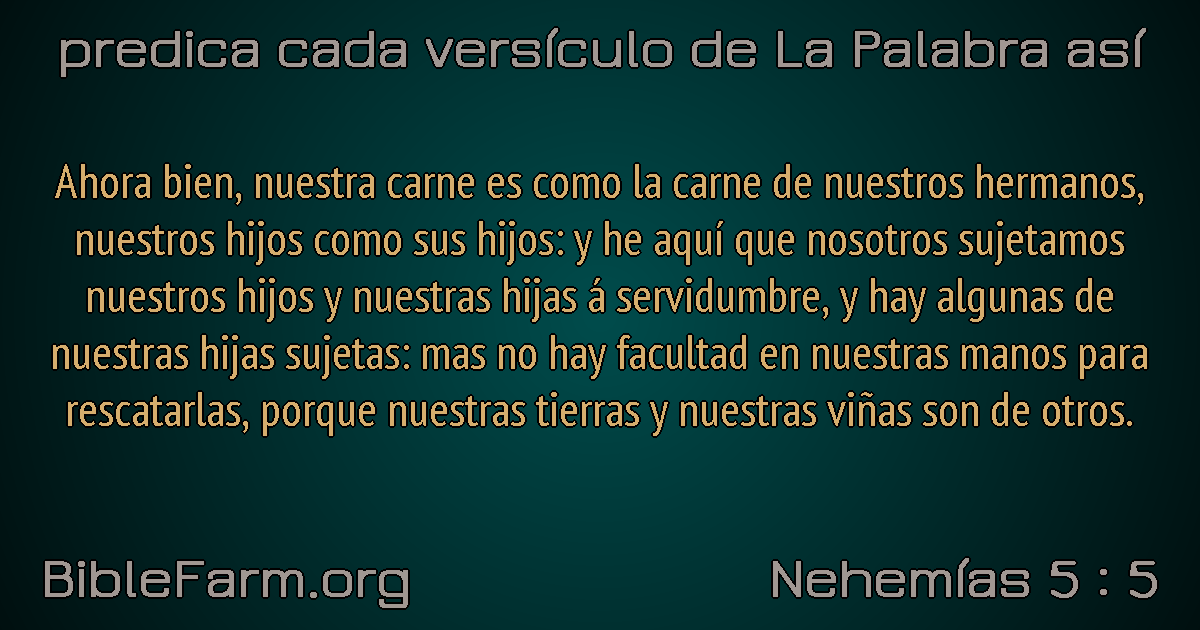 predica cada versículo de La Palabra así
Ahora bien, nuestra carne es como la carne de nuestros hermanos,
nuestros hijos como sus hijos: y he aquí que nosotros sujetamos
nuestros hijos y nuestras hijas á servidumbre, y hay algunas de
nuestras hijas sujetas: mas no hay facultad en nuestras manos para
rescatarlas, porque nuestras tierras y nuestras viñas son de otros.
BibleFarm.org
Nehemías 5 : 5